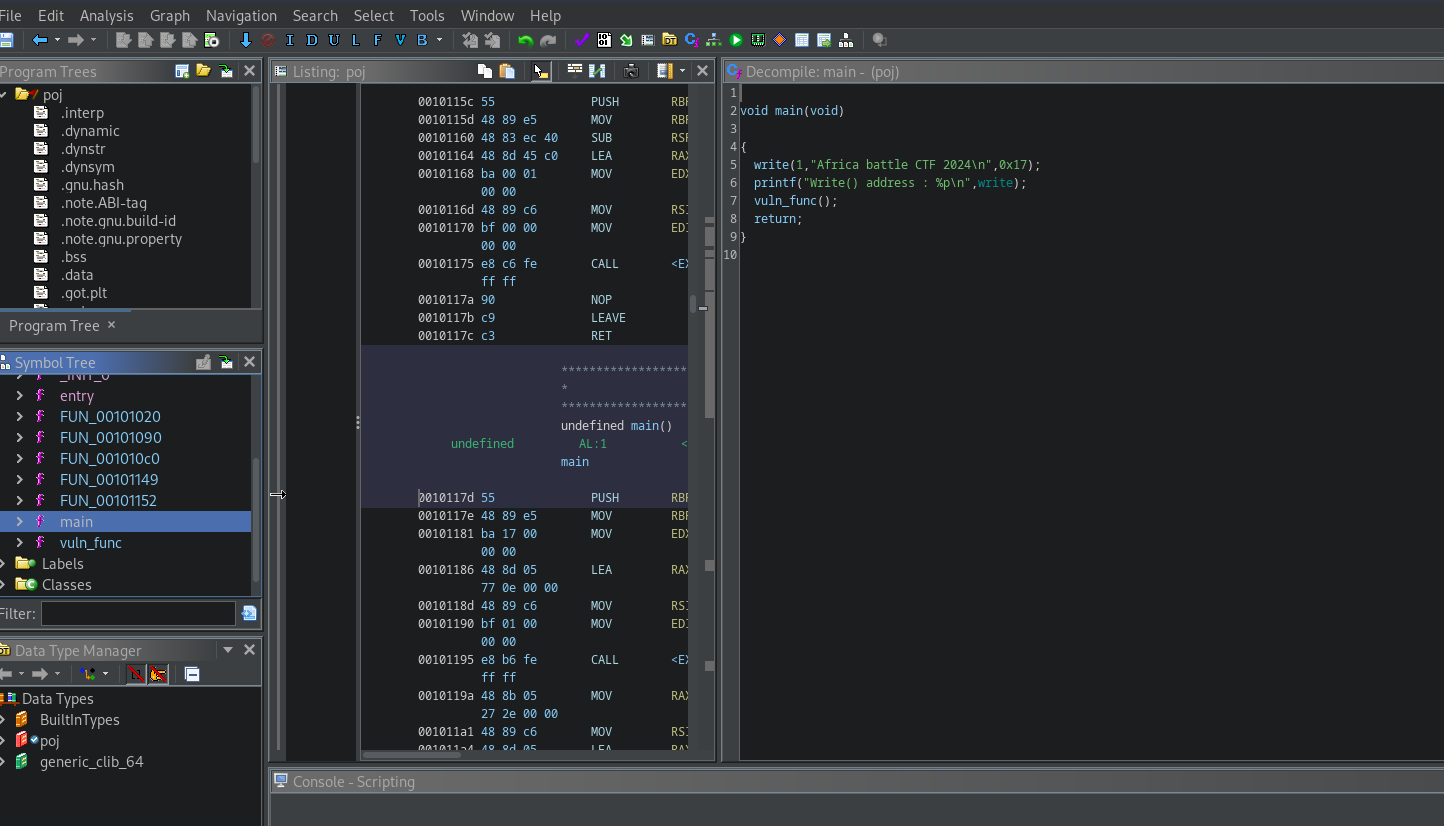 File Edit Analysis Graph Navigation Search Select Tools Window Help
I D U L F V B
Program Trees
poj
.interp
.dynamic
.dynstr
.dynsym
.gnu.hash
.note.ABI-tag
.note.gnu.build-id
.note.gnu.property
.bss
.data
.got.plt
Program Tree ×
Symbol Tree
_INIT_0
entry
FUN_00101020
FUN_00101090
FUN_001010c0
FUN_00101149
FUN_00101152
main
vuln_func
Labels
Classes
Filter:
Data Type Manager
Data Types
BuiltInTypes
poj
generic_clib_64
Listing: poj
0010115c 55 PUSH RBP
0010115d 48 89 e5 MOV RBP
00101160 48 83 ec 40 SUB RSP
00101164 48 8d 45 c0 LEA RAX
00101168 ba 00 01 MOV EDX
00 00
0010116d 48 89 c6 MOV RSI
00101170 bf 00 00 MOV EDI
00 00
00101175 e8 c6 fe CALL <EX
ff ff
0010117a 90 NOP
0010117b c9 LEAVE
0010117c c3 RET
******************
*
******************
undefined main()
undefined AL:1 <
main
0010117d 55 PUSH RBP
0010117e 48 89 e5 MOV RBP
00101181 ba 17 00 MOV EDX
00 00
00101186 48 8d 05 LEA RAX
77 0e 00 00
0010118d 48 89 c6 MOV RSI
00101190 bf 01 00 MOV EDI
00 00
00101195 e8 b6 fe CALL <EX
ff ff
0010119a 48 8b 05 MOV RAX
27 2e 00 00
001011a1 48 89 c6 MOV RSI
001011a4 48 8d 05 LEA RAX
Decompile: main - (poj)
1
2 void main(void)
3
4 {
5 write(1,"Africa battle CTF 2024\n",0x17);
6 printf("Write() address : %p\n",write);
7 vuln_func();
8 return;
9 }
10
Console - Scripting